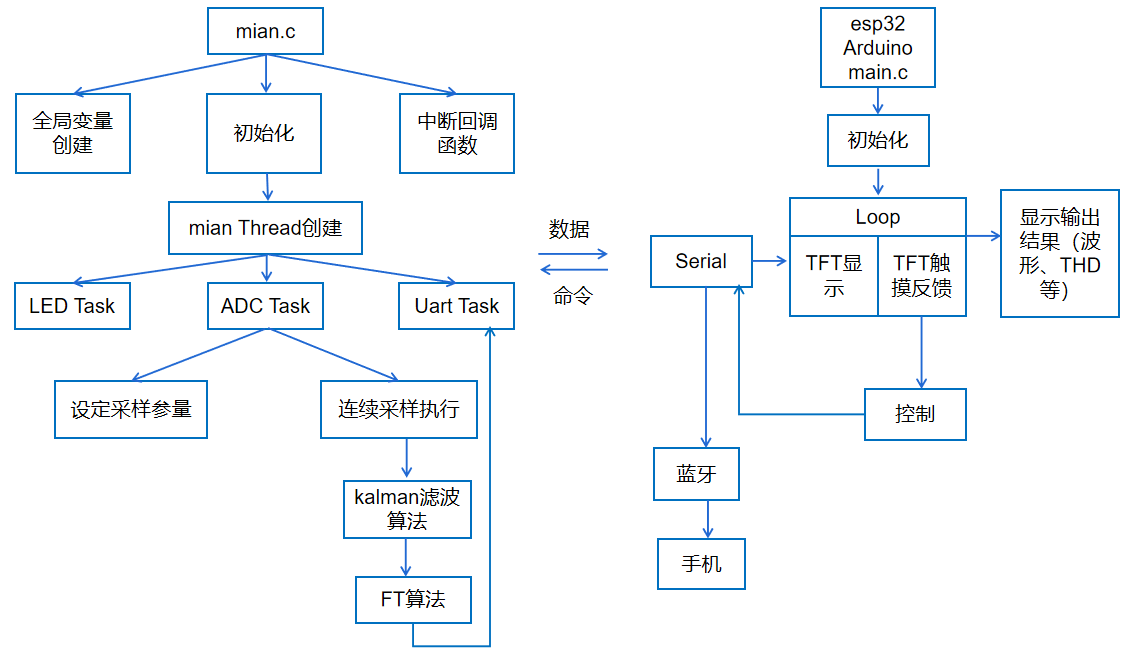 mian.c
全局变量
创建
初始化
中断回调
函数
mian Thread创建
LED Task
ADC Task
Uart Task
设定采样参量
连续采样执行
kalman滤波
算法
FT算法
数据
命令
esp32
Arduino
main.c
初始化
Loop
Serial
TFT显
示
TFT触
摸反馈
显示输出
结果（波
形、THD
等）
控制
蓝牙
手机